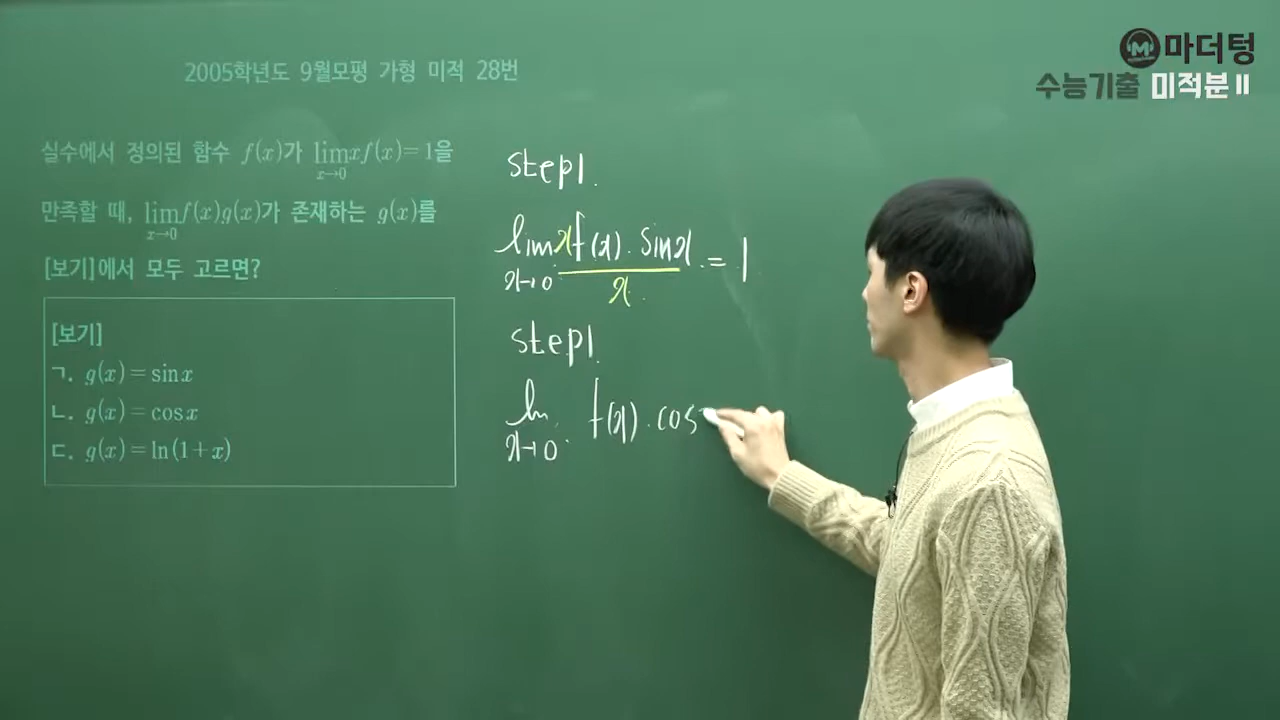 마더텅
수능기출 미적분 II
2005학년도 9월모평 가형 미적 28번
실수에서 정의된 함수 f(x)가 lim x→0 xf(x)=1을
만족할 때, lim x→0 f(x)g(x)가 존재하는 g(x)를
[보기]에서 모두 고르면?
[보기]
ㄱ. g(x)=sinx
ㄴ. g(x)=cosx
ㄷ. g(x)=ln(1+x)
step1.
lim x→0 xf(x)·sinx/x = 1
step1.
lim x→0 f(x)·cos